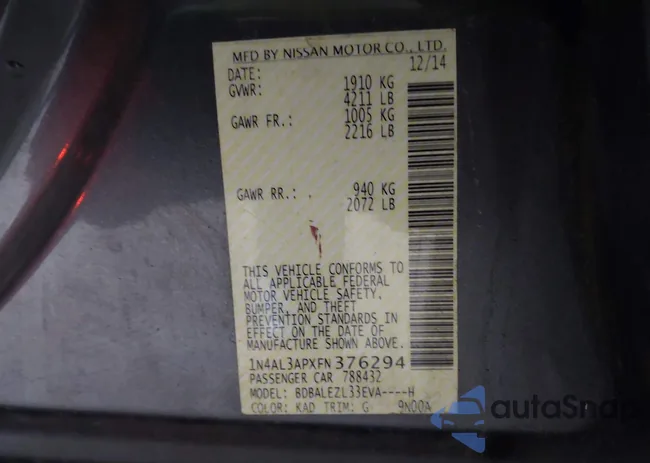 MFD BY NISSAN MOTOR CO., LTD.
DATE: 12/14
GVWR: 1910 KG
4211 LB
GAWR FR.: 1005 KG
2216 LB
GAWR RR.: 940 KG
2072 LB
THIS VEHICLE CONFORMS TO
ALL APPLICABLE FEDERAL
MOTOR VEHICLE SAFETY,
BUMPER, AND THEFT
PREVENTION STANDARDS IN
EFFECT ON THE DATE OF
MANUFACTURE SHOWN ABOVE.
1N4AL3APXFN376294
PASSENGER CAR 788432
MODEL: BDBALEZL33EVA----H
COLOR: KAD TRIM: G 9N00A
autoSnap